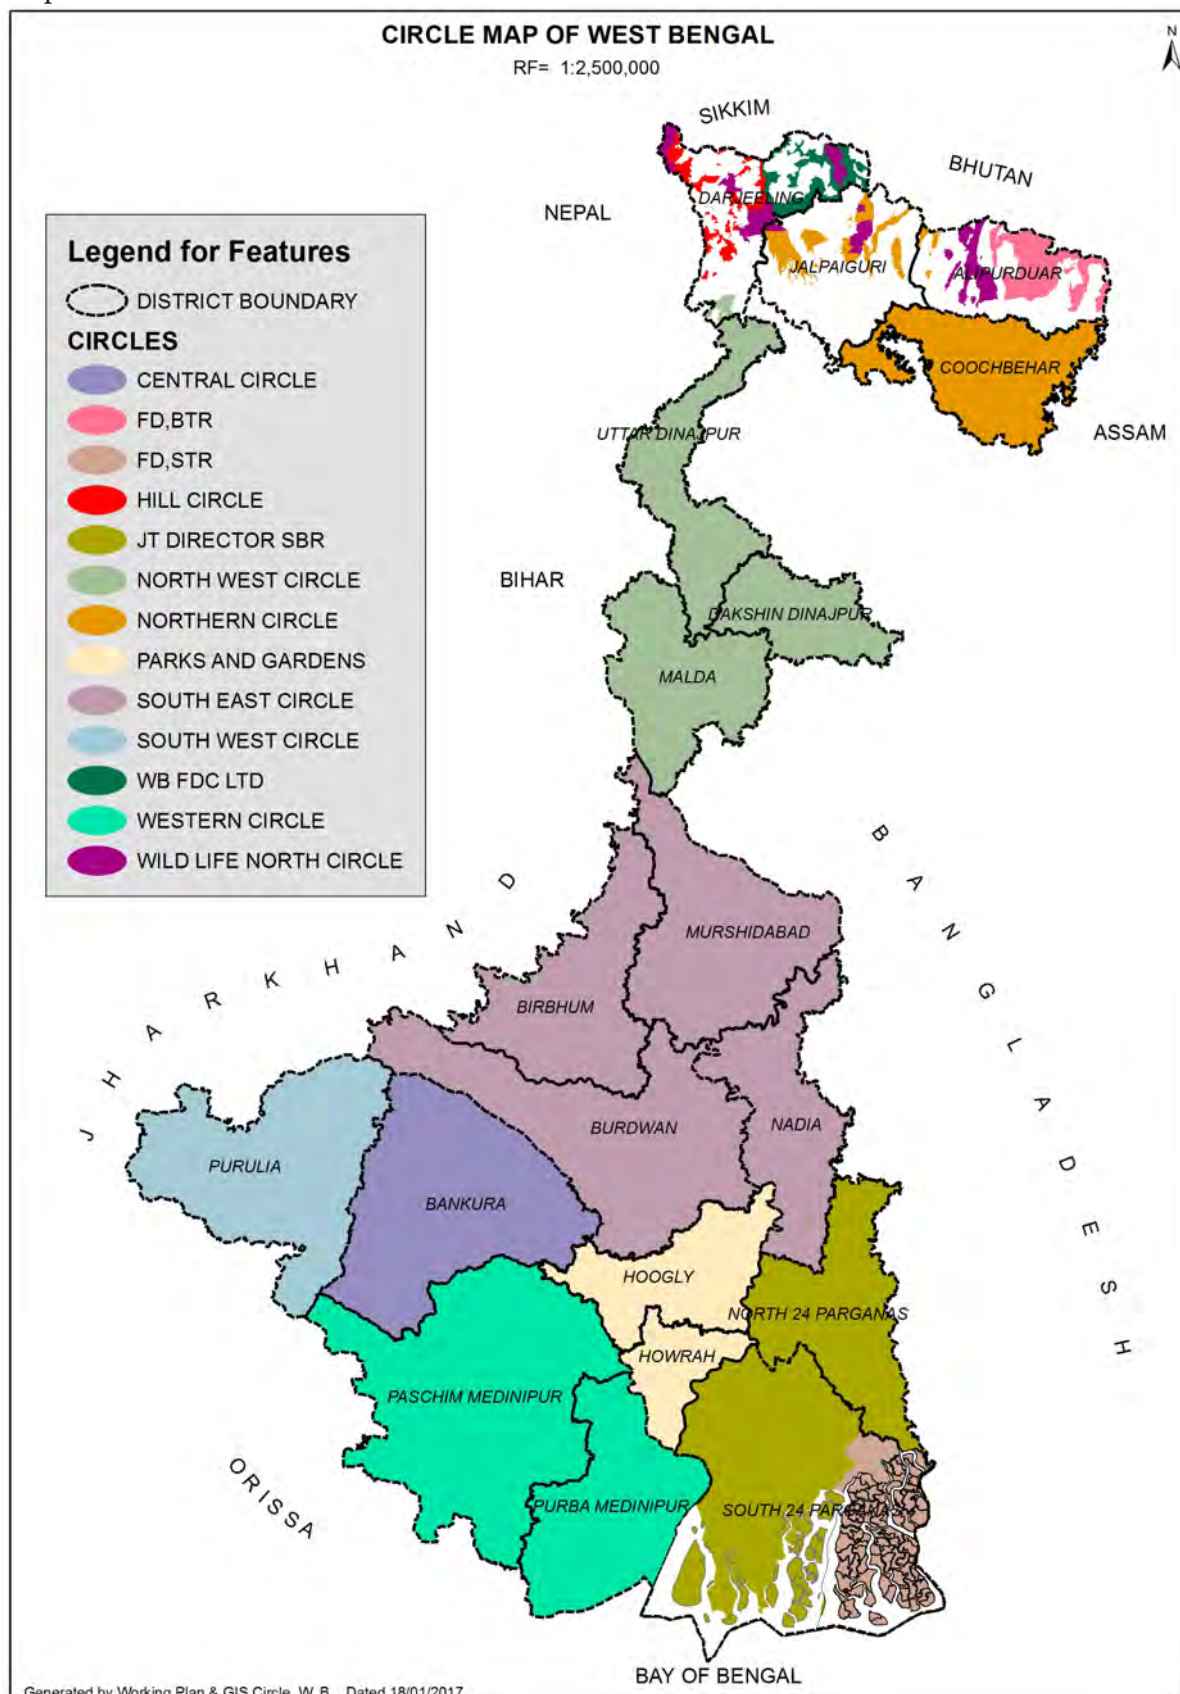 CIRCLE MAP OF WEST BENGAL
RF= 1:2,500,000
N
SIKKIM
BHUTAN
NEPAL
DARJEELING
JALPAIGURI
ALIPURDUAR
COOCHBEHAR
ASSAM
Legend for Features
DISTRICT BOUNDARY
CIRCLES
CENTRAL CIRCLE
FD,BTR
FD,STR
HILL CIRCLE
JT DIRECTOR SBR
NORTH WEST CIRCLE
NORTHERN CIRCLE
PARKS AND GARDENS
SOUTH EAST CIRCLE
SOUTH WEST CIRCLE
WB FDC LTD
WESTERN CIRCLE
WILD LIFE NORTH CIRCLE
UTTAR DINAJPUR
BIHAR
DAKSHIN DINAJPUR
MALDA
JHARKHAND
BANGLADESH
MURSHIDABAD
BIRBHUM
BURDWAN
NADIA
PURULIA
BANKURA
HOOGLY
NORTH 24 PARGANAS
HOWRAH
PASCHIM MEDINIPUR
ORISSA
PURBA MEDINIPUR
SOUTH 24 PARGANAS
BAY OF BENGAL
Generated by Working Plan & GIS Circle, W. B. Dated 18/01/2017